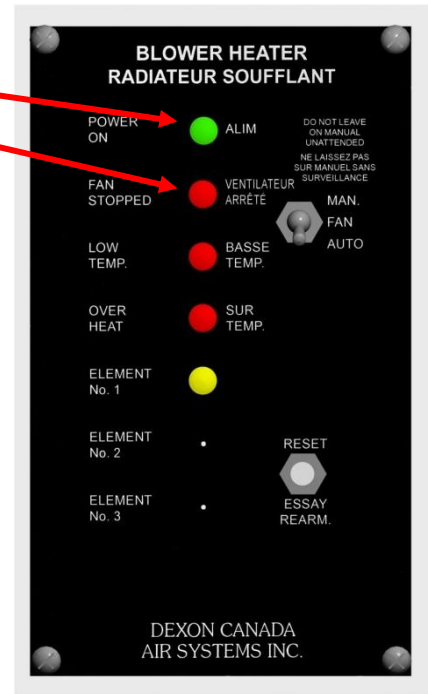 BLOWER HEATER
RADIATEUR SOUFFLANT
POWER
ON
ALIM
DO NOT LEAVE
ON MANUAL
UNATTENDED
NE LAISSEZ PAS
SUR MANUEL SANS
SURVEILLANCE
FAN
STOPPED
VENTILATEUR
ARRÊTÉ
MAN.
FAN
AUTO
LOW
TEMP.
BASSE
TEMP.
OVER
HEAT
SUR
TEMP.
ELEMENT
No. 1
ELEMENT
No. 2
RESET
ELEMENT
No. 3
ESSAY
REARM.
DEXON CANADA
AIR SYSTEMS INC.